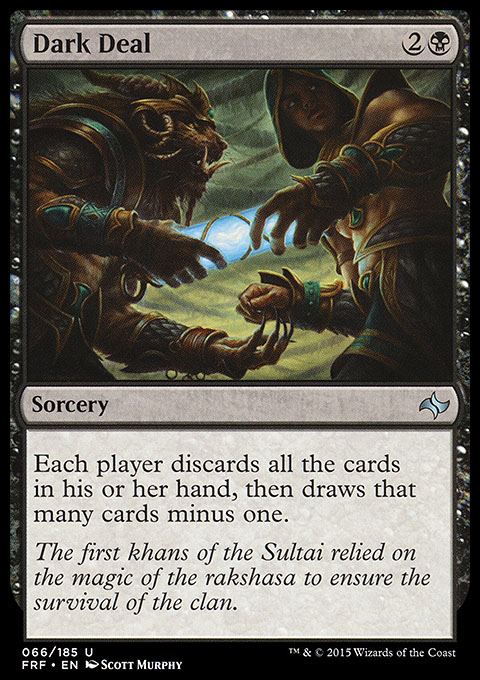 Dark Deal 2
Sorcery
Each player discards all the cards
in his or her hand, then draws that
many cards minus one.
The first khans of the Sultai relied on
the magic of the rakshasa to ensure the
survival of the clan.
066/185 U
FRF • EN Scott Murphy
™ & © 2015 Wizards of the Coast